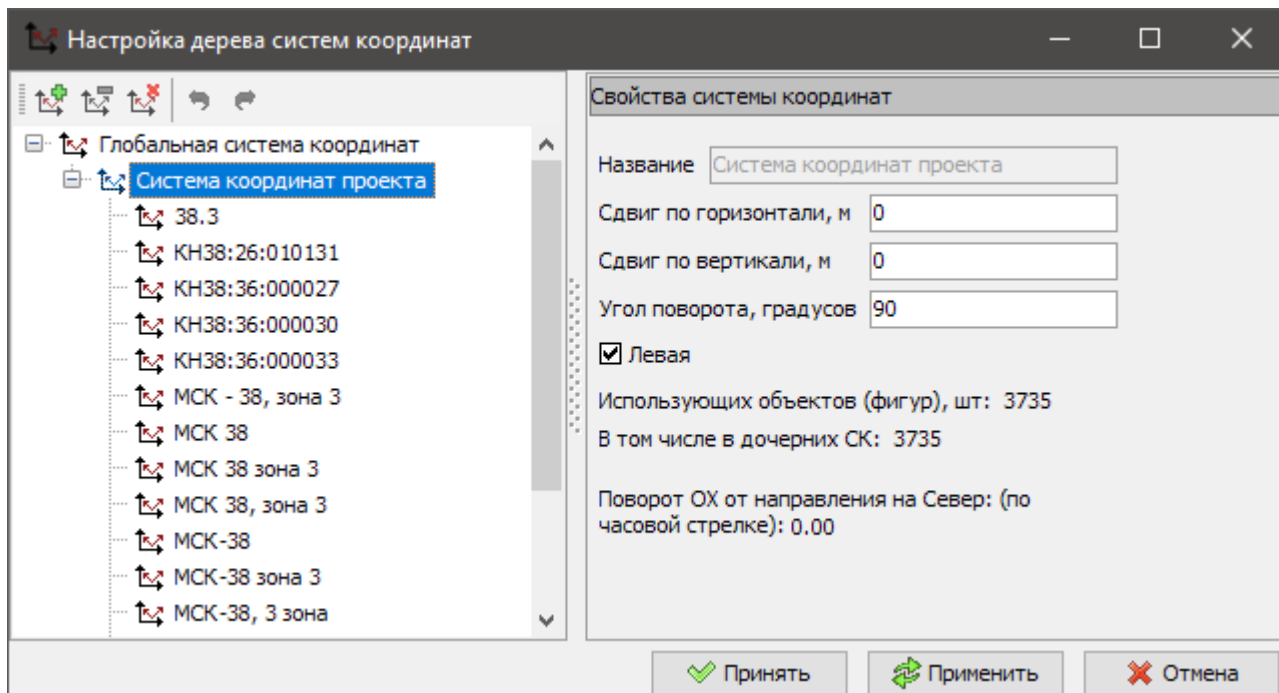 Настройка дерева систем координат
Глобальная система координат
Система координат проекта
38.3
КН38:26:010131
КН38:36:000027
КН38:36:000030
КН38:36:000033
МСК - 38, зона 3
МСК 38
МСК 38 зона 3
МСК 38, зона 3
МСК-38
МСК-38 зона 3
МСК-38, 3 зона
Свойства системы координат
Название Система координат проекта
Сдвиг по горизонтали, м 0
Сдвиг по вертикали, м 0
Угол поворота, градусов 90
Левая
Использующих объектов (фигур), шт: 3735
В том числе в дочерних СК: 3735
Поворот ОХ от направления на Север: (по
часовой стрелке): 0.00
Принять Применить Отмена